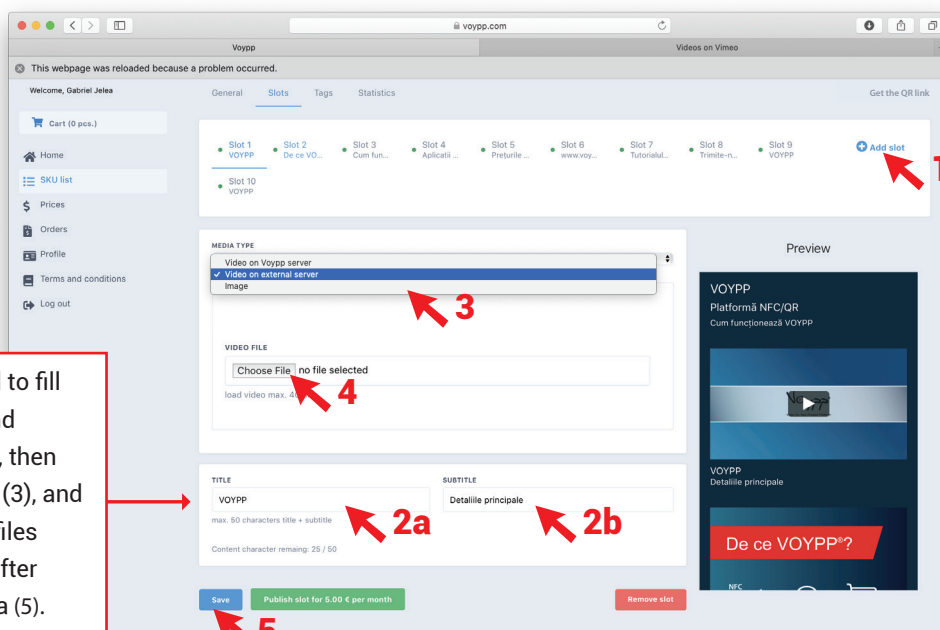 voypp.com
Voypp
Videos on Vimeo
This webpage was reloaded because a problem occurred.
Welcome, Gabriel Jelea
Cart (0 pcs.)
Home
SKU list
Prices
Orders
Profile
Terms and conditions
Log out
General Slots Tags Statistics
Get the QR link
Slot 1
VOYPP
Slot 2
De ce VO...
Slot 3
Cum fun...
Slot 4
Aplicatii ...
Slot 5
Prețurile ...
Slot 6
www.voy...
Slot 7
Tutorialul...
Slot 8
Trimite-n...
Slot 9
VOYPP
Add slot
Slot 10
VOYPP
MEDIA TYPE
Video on Voypp server
✓ Video on external server
Image
3
VIDEO FILE
Choose File no file selected
load video max.
4
TITLE
VOYPP
max. 50 characters title + subtitle
Content character remaing: 25 / 50
2a
SUBTITLE
Detaliile principale
2b
Save
Publish slot for 5.00 € per month
Remove slot
5
Preview
VOYPP
Platformă NFC/QR
Cum funcționează VOYPP
VOYPP
Detaliile principale
De ce VOYPP®?
NFC
to fill
, then
(3), and
files
(5).